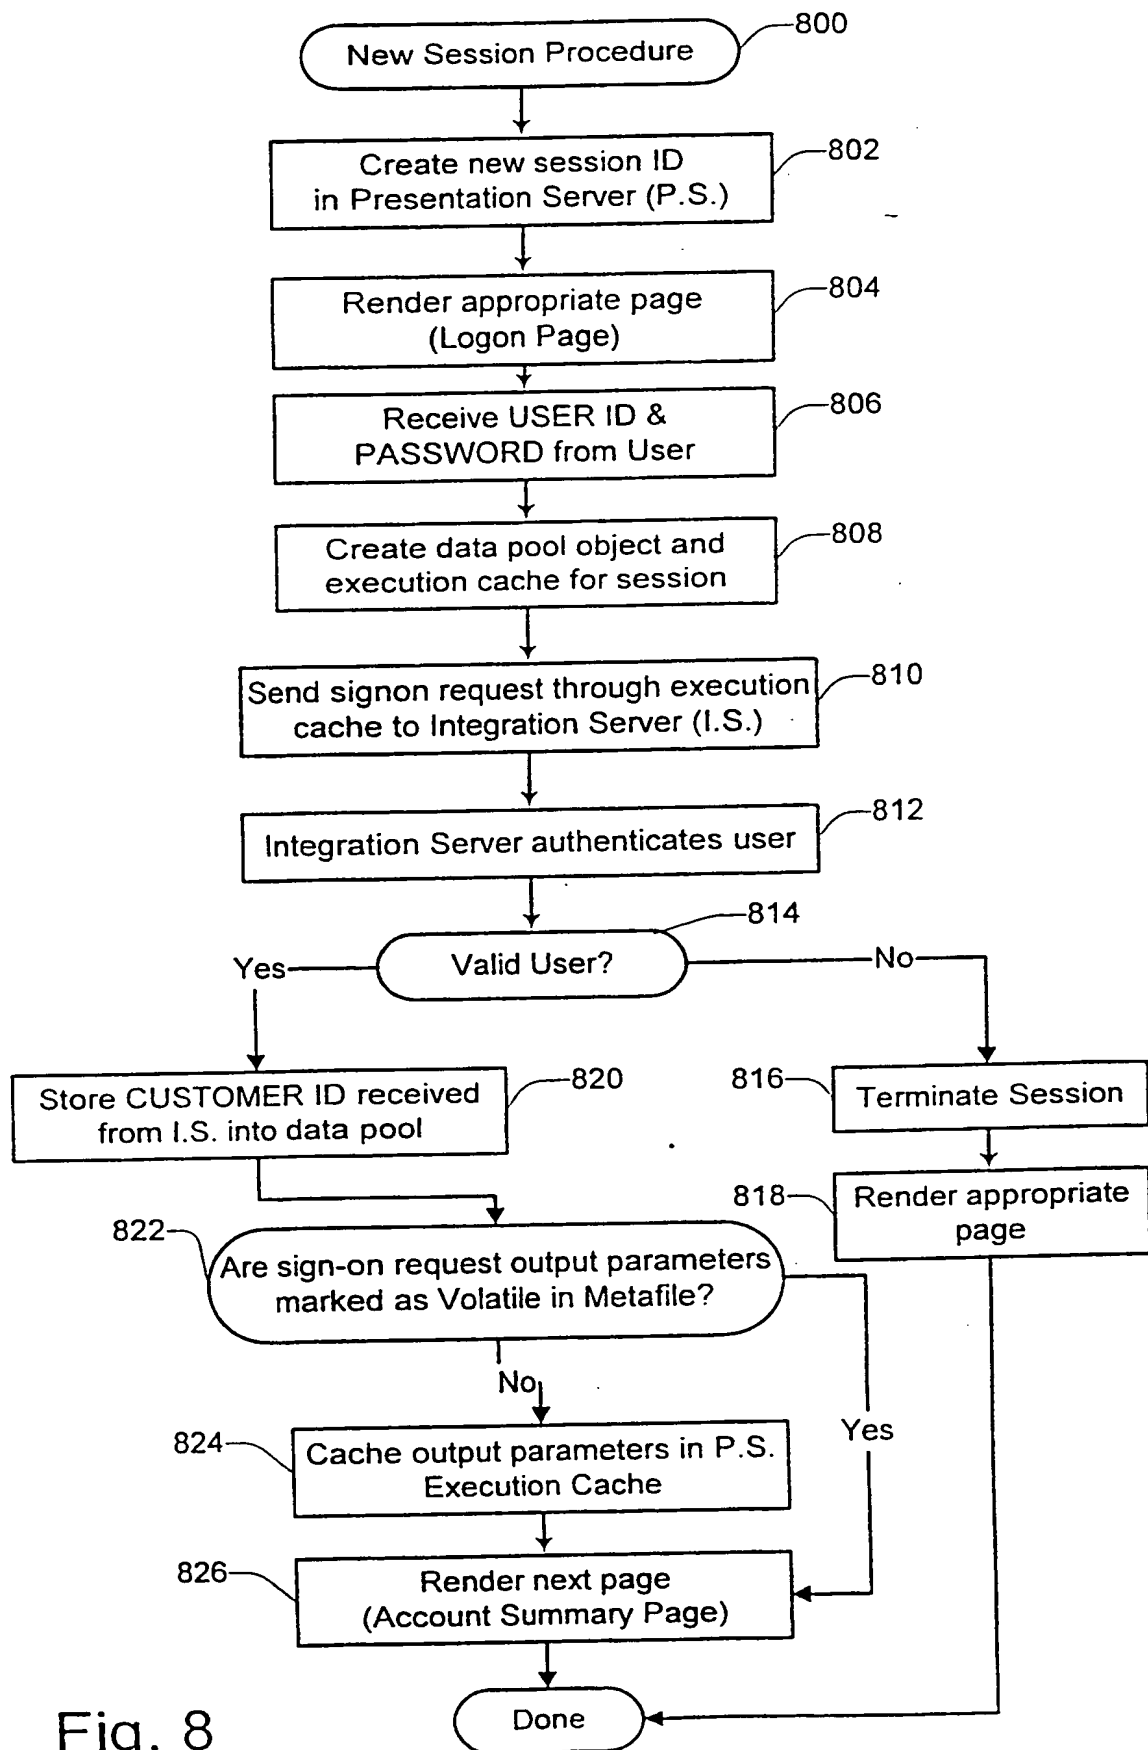 New Session Procedure
800
Create new session ID
in Presentation Server (P.S.)
802
Render appropriate page
(Logon Page)
804
Receive USER ID &
PASSWORD from User
806
Create data pool object and
execution cache for session
808
Send signon request through execution
cache to Integration Server (I.S.)
810
Integration Server authenticates user
812
Valid User?
814
Yes
No
Store CUSTOMER ID received
from I.S. into data pool
820
816
Terminate Session
818
Render appropriate
page
822
Are sign-on request output parameters
marked as Volatile in Metafile?
No
Yes
824
Cache output parameters in P.S.
Execution Cache
826
Render next page
(Account Summary Page)
Done
Fig. 8